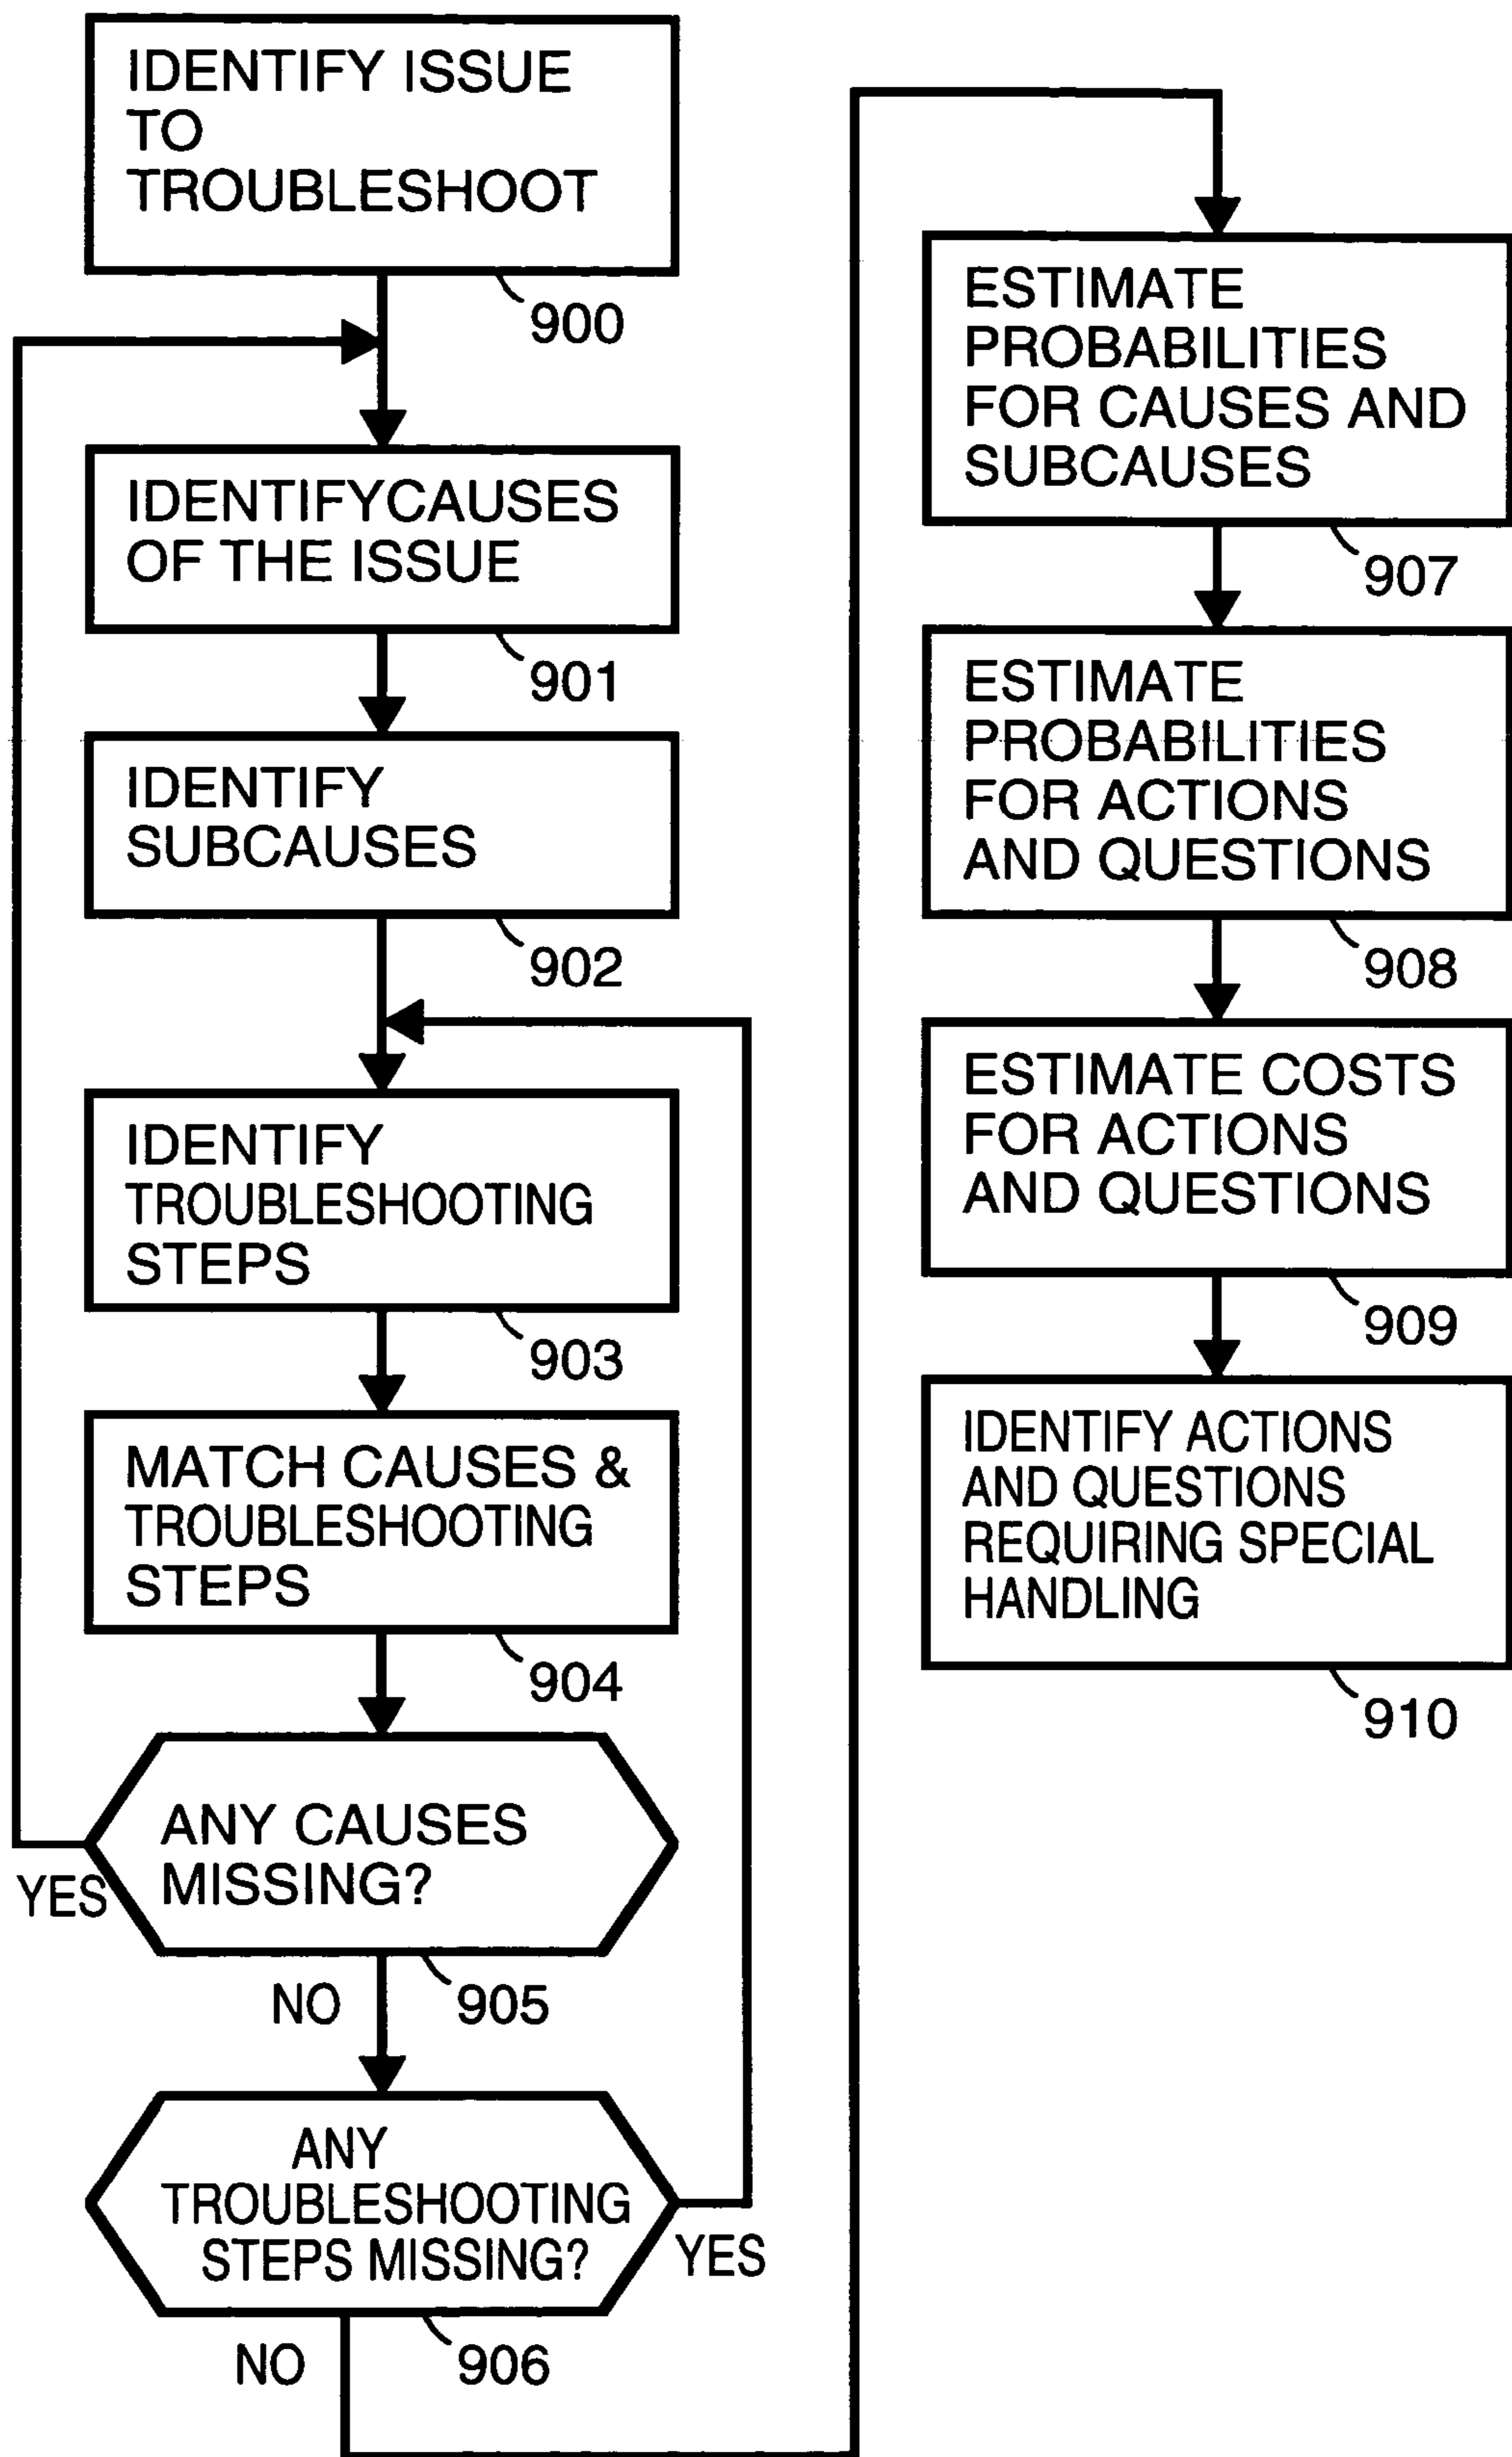 IDENTIFY ISSUE
TO
TROUBLESHOOT
900
IDENTIFYCAUSES
OF THE ISSUE
901
IDENTIFY
SUBCAUSES
902
IDENTIFY
TROUBLESHOOTING
STEPS
903
MATCH CAUSES &
TROUBLESHOOTING
STEPS
904
ANY CAUSES
MISSING?
YES
NO
905
ANY
TROUBLESHOOTING
STEPS MISSING?
YES
NO
906
ESTIMATE
PROBABILITIES
FOR CAUSES AND
SUBCAUSES
907
ESTIMATE
PROBABILITIES
FOR ACTIONS
AND QUESTIONS
908
ESTIMATE COSTS
FOR ACTIONS
AND QUESTIONS
909
IDENTIFY ACTIONS
AND QUESTIONS
REQUIRING SPECIAL
HANDLING
910